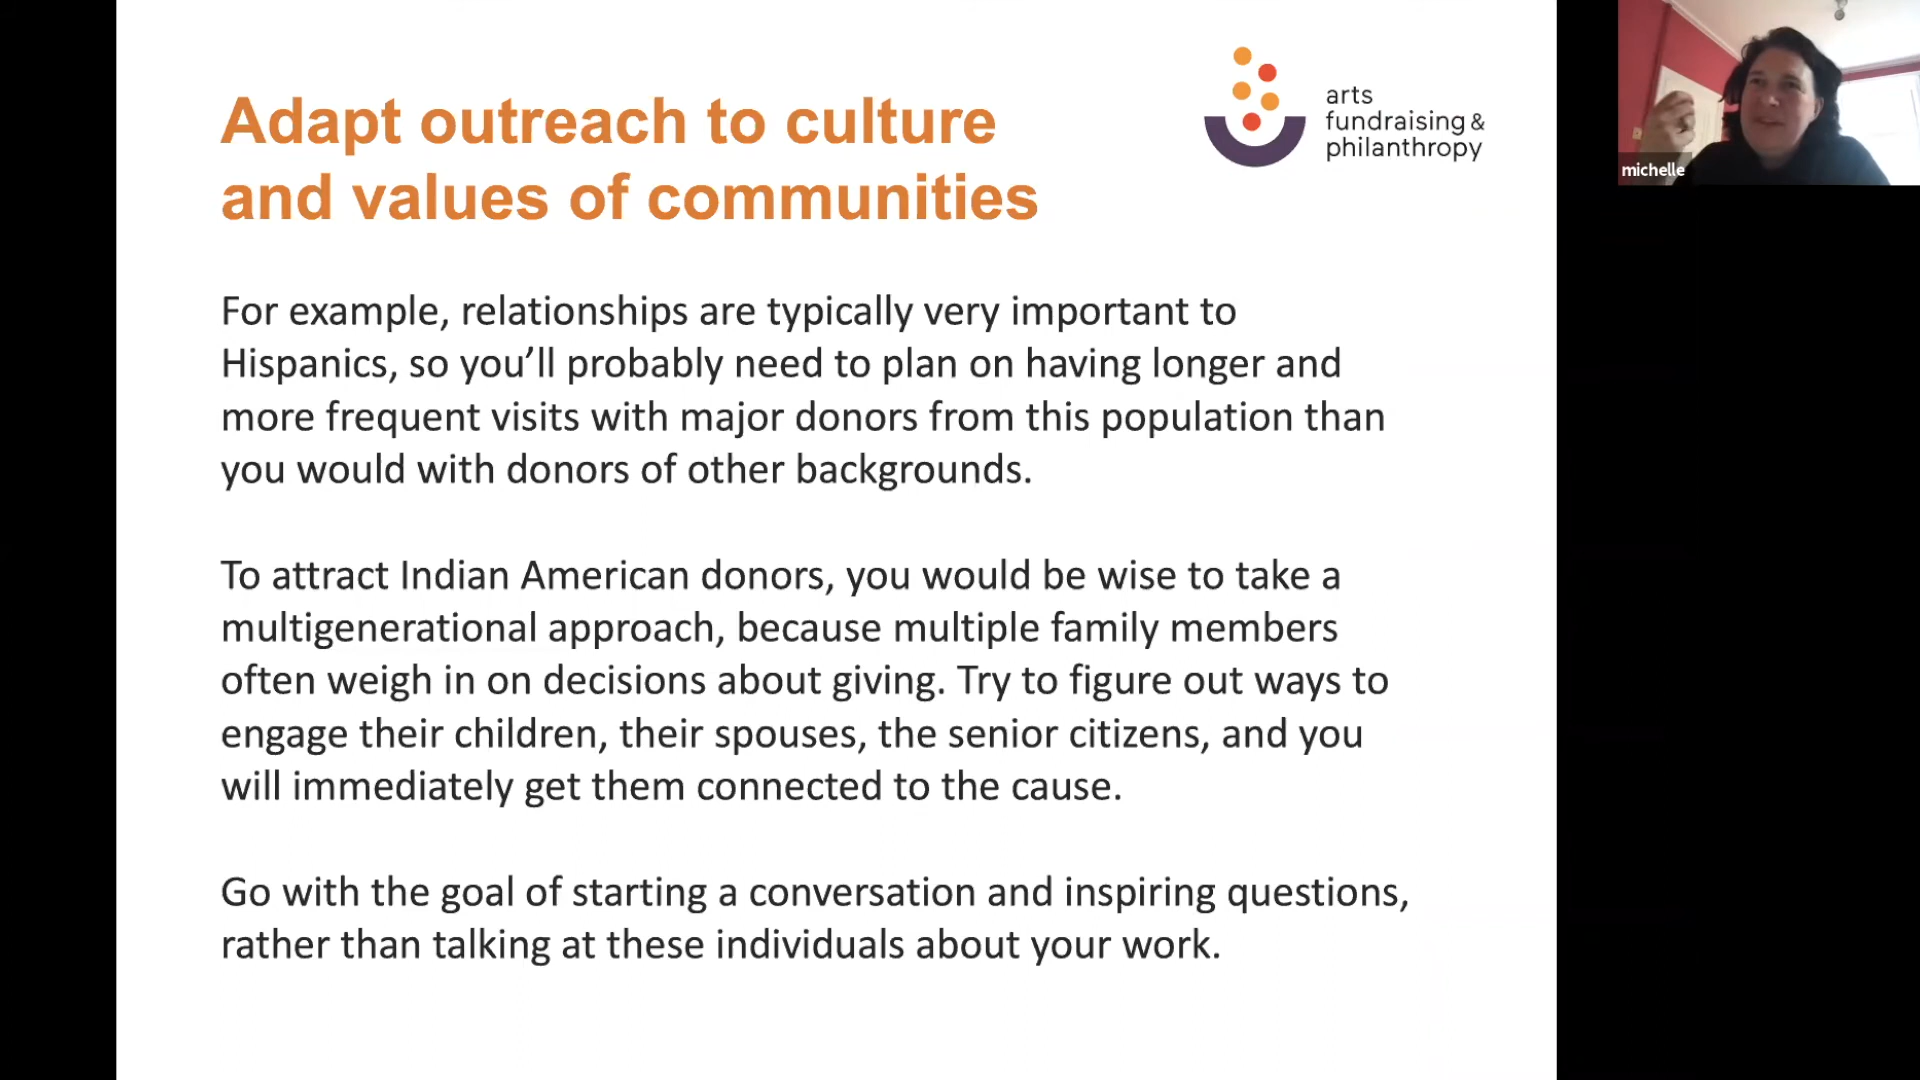 Adapt outreach to culture
and values of communities
arts
fundraising &
philanthropy
michelle
For example, relationships are typically very important to
Hispanics, so you’ll probably need to plan on having longer and
more frequent visits with major donors from this population than
you would with donors of other backgrounds.
To attract Indian American donors, you would be wise to take a
multigenerational approach, because multiple family members
often weigh in on decisions about giving. Try to figure out ways to
engage their children, their spouses, the senior citizens, and you
will immediately get them connected to the cause.
Go with the goal of starting a conversation and inspiring questions,
rather than talking at these individuals about your work.